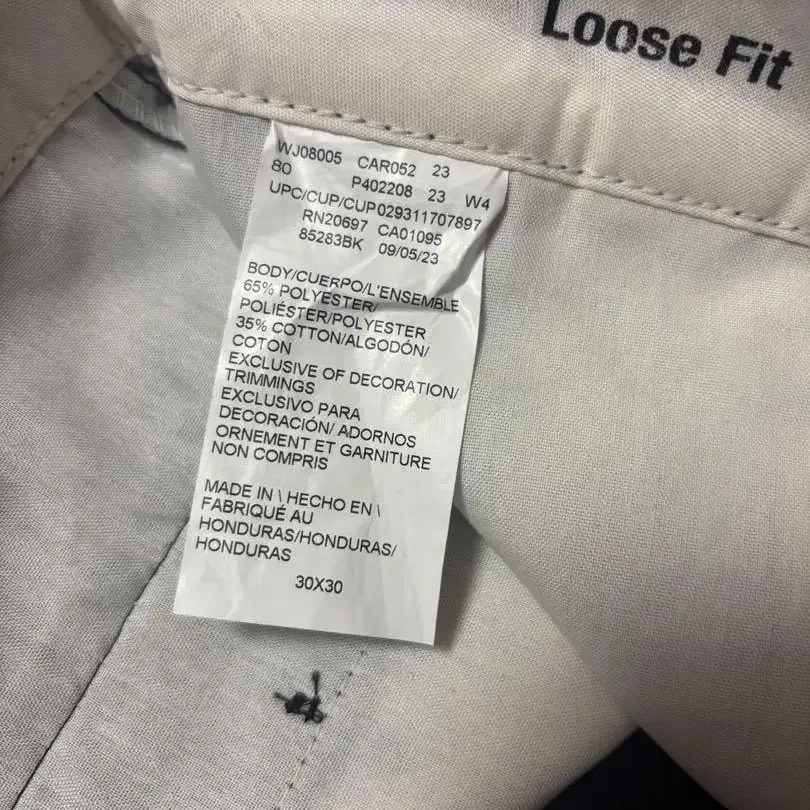 Loose Fit
WJ08005 CAR052 23
80 P402208 23 W4
UPC/CUP/CUP029311707897
RN20697 CA01095
85283BK 09/05/23
BODY/CUERPO/L'ENSEMBLE
65% POLYESTER/
POLIÉSTER/POLYESTER
35% COTTON/ALGODÓN/
COTON
EXCLUSIVE OF DECORATION/
TRIMMINGS
EXCLUSIVO PARA
DECORACIÓN/ ADORNOS
ORNEMENT ET GARNITURE
NON COMPRIS
MADE IN \ HECHO EN \
FABRIQUÉ AU
HONDURAS/HONDURAS/
HONDURAS
30X30